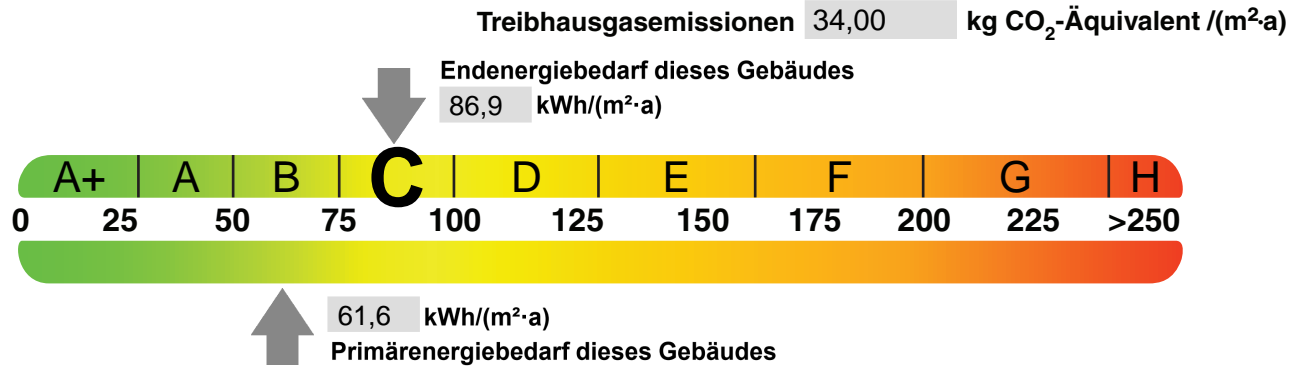 Treibhausgasemissionen 34,00 kg CO₂-Äquivalent /(m²·a)
Endenergiebedarf dieses Gebäudes
86,9 kWh/(m²·a)
A+ A B C D E F G H
0 25 50 75 100 125 150 175 200 225 >250
61,6 kWh/(m²·a)
Primärenergiebedarf dieses Gebäudes